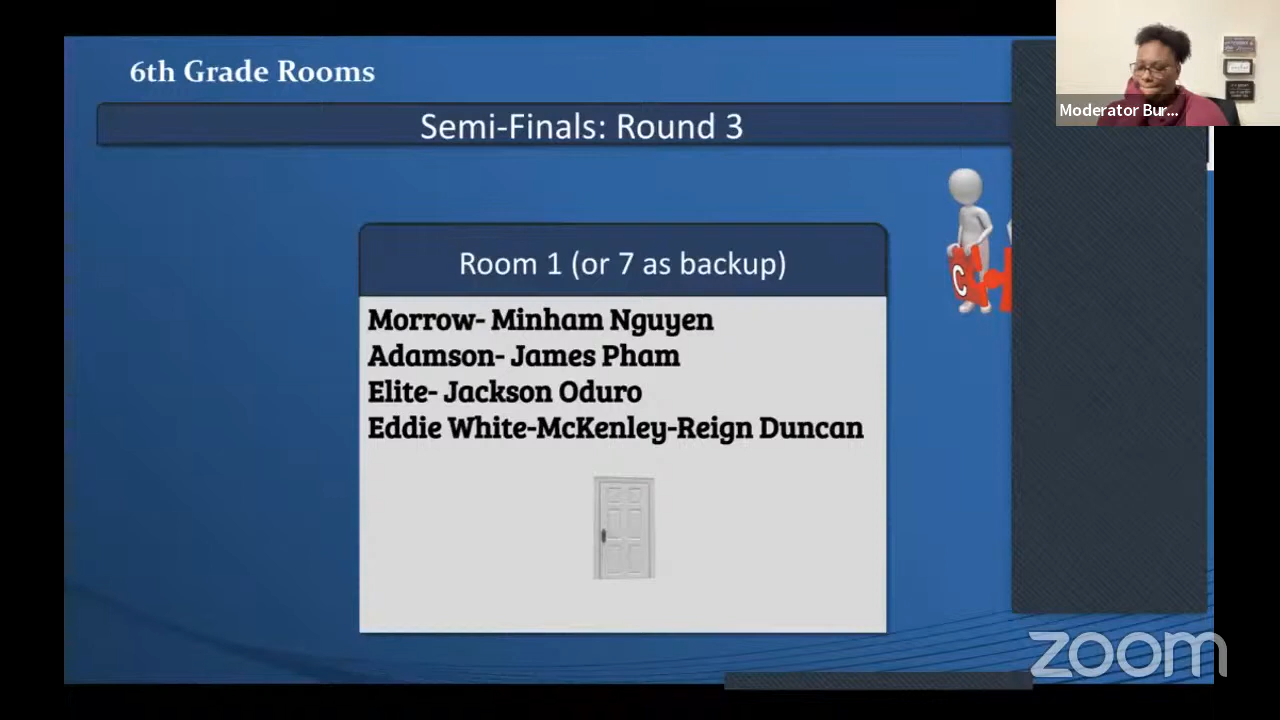 6th Grade Rooms
Semi-Finals: Round 3
Moderator Bur...
Room 1 (or 7 as backup)
Morrow- Minham Nguyen
Adamson- James Pham
Elite- Jackson Oduro
Eddie White-McKenley-Reign Duncan
C
zoom